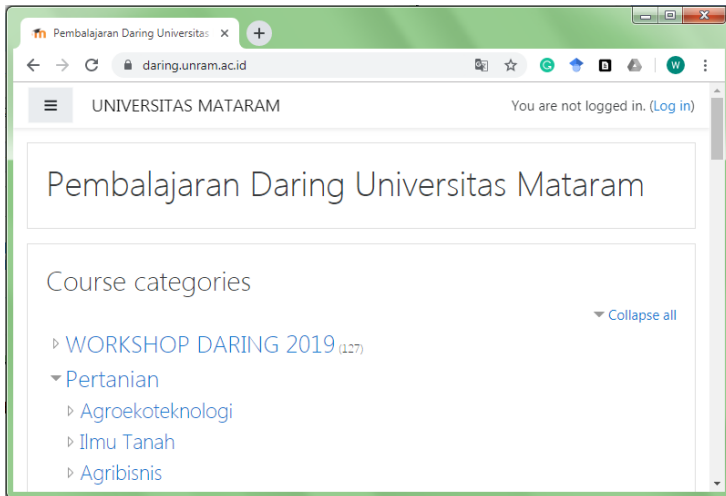 Pembalajaran Daring Universitas
daring.unram.ac.id
W
UNIVERSITAS MATARAM
You are not logged in. (Log in)
Pembalajaran Daring Universitas Mataram
Course categories
Collapse all
WORKSHOP DARING 2019 (127)
Pertanian
Agroekoteknologi
Ilmu Tanah
Agribisnis